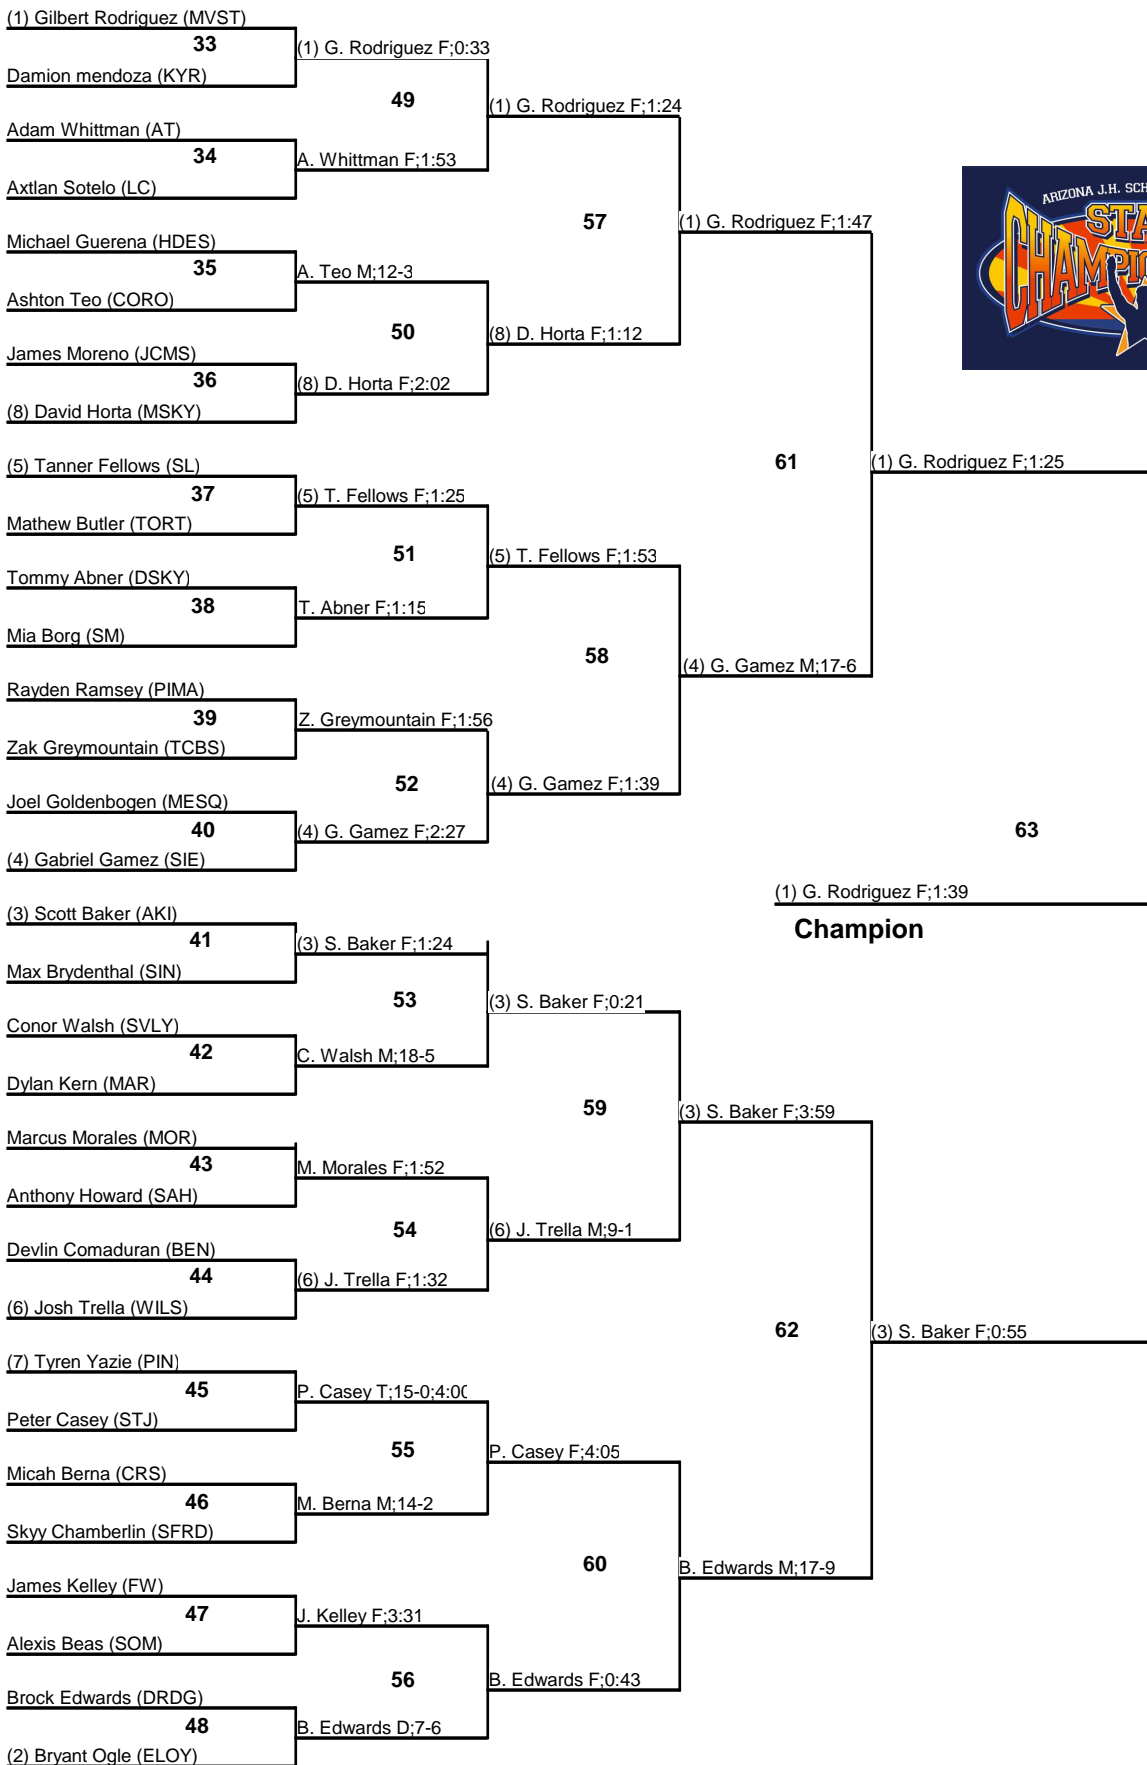 (1) Gilbert Rodriguez (MVST)
33
(1) G. Rodriguez F;0:33
Damion mendoza (KYR)
49
(1) G. Rodriguez F;1:24
Adam Whittman (AT)
34
A. Whittman F;1:53
Axtlan Sotelo (LC)
57
(1) G. Rodriguez F;1:47
ARIZONA J.H.
Michael Guerena (HDES)
35
A. Teo M;12-3
Ashton Teo (CORO)
50
(8) D. Horta F;1:12
James Moreno (JCMS)
36
(8) D. Horta F;2:02
(8) David Horta (MSKY)
61
(1) G. Rodriguez F;1:25
(5) Tanner Fellows (SL)
37
(5) T. Fellows F;1:25
Mathew Butler (TORT)
51
(5) T. Fellows F;1:53
Tommy Abner (DSKY)
38
T. Abner F;1:15
Mia Borg (SM)
58
(4) G. Gamez M;17-6
Rayden Ramsey (PIMA)
39
Z. Greymountain F;1:56
Zak Greymountain (TCBS)
52
(4) G. Gamez F;1:39
Joel Goldenbogen (MESQ)
40
(4) G. Gamez F;2:27
(4) Gabriel Gamez (SIE)
63
(1) G. Rodriguez F;1:39
Champion
(3) Scott Baker (AKI)
41
(3) S. Baker F;1:24
Max Brydenthal (SIN)
53
(3) S. Baker F;0:21
Conor Walsh (SVLY)
42
C. Walsh M;18-5
Dylan Kern (MAR)
59
(3) S. Baker F;3:59
Marcus Morales (MOR)
43
M. Morales F;1:52
Anthony Howard (SAH)
54
(6) J. Trella M;9-1
Devlin Comaduran (BEN)
44
(6) J. Trella F;1:32
(6) Josh Trella (WILS)
62
(3) S. Baker F;0:55
(7) Tyren Yazie (PIN)
45
P. Casey T;15-0;4:00
Peter Casey (STJ)
55
P. Casey F;4:05
Micah Berna (CRS)
46
M. Berna M;14-2
Skyy Chamberlin (SFRD)
60
B. Edwards M;17-9
James Kelley (FW)
47
J. Kelley F;3:31
Alexis Beas (SOM)
56
B. Edwards F;0:43
Brock Edwards (DRDG)
48
B. Edwards D;7-6
(2) Bryant Ogle (ELOY)